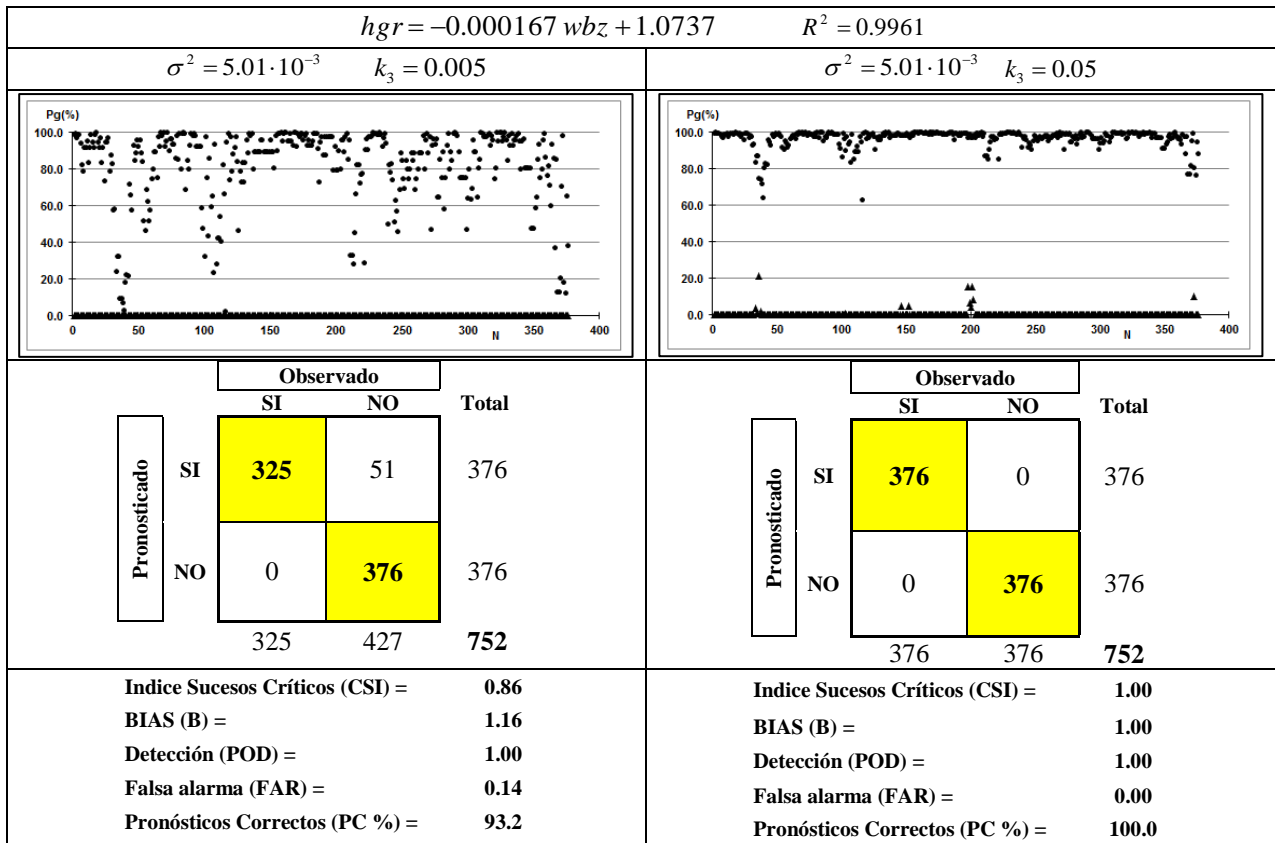 hgr = −0.000167 wbz + 1.0737 R² = 0.9961
σ² = 5.01·10⁻³ k₃ = 0.005
Pg(%)
100.0
80.0
60.0
40.0
20.0
0.0
0 50 100 150 200 250 300 350 400
N
Observado
SI NO Total
Pronosticado
SI 325 51 376
NO 0 376 376
325 427 752
Indice Sucesos Críticos (CSI) = 0.86
BIAS (B) = 1.16
Detección (POD) = 1.00
Falsa alarma (FAR) = 0.14
Pronósticos Correctos (PC %) = 93.2
σ² = 5.01·10⁻³ k₃ = 0.05
Pg(%)
100.0
80.0
60.0
40.0
20.0
0.0
0 50 100 150 200 250 300 350 400
N
Observado
SI NO Total
Pronosticado
SI 376 0 376
NO 0 376 376
376 376 752
Indice Sucesos Críticos (CSI) = 1.00
BIAS (B) = 1.00
Detección (POD) = 1.00
Falsa alarma (FAR) = 0.00
Pronósticos Correctos (PC %) = 100.0